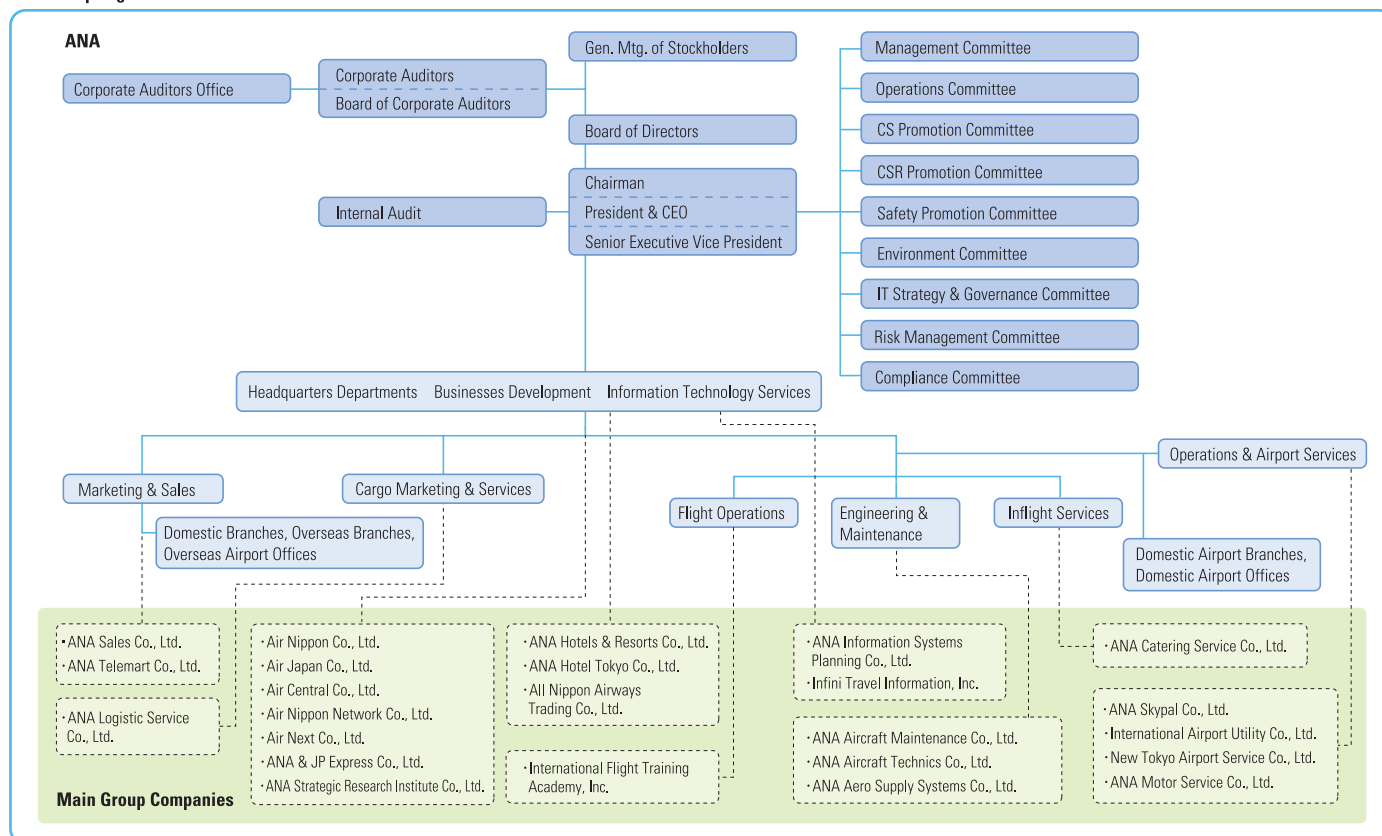 ANA
Gen. Mtg. of Stockholders
Corporate Auditors Office
Corporate Auditors
Board of Corporate Auditors
Board of Directors
Internal Audit
Chairman
President & CEO
Senior Executive Vice President
Management Committee
Operations Committee
CS Promotion Committee
CSR Promotion Committee
Safety Promotion Committee
Environment Committee
IT Strategy & Governance Committee
Risk Management Committee
Compliance Committee
Headquarters Departments Businesses Development Information Technology Services
Marketing & Sales
Domestic Branches, Overseas Branches,
Overseas Airport Offices
Cargo Marketing & Services
Flight Operations
Engineering &
Maintenance
Inflight Services
Operations & Airport Services
Domestic Airport Branches,
Domestic Airport Offices
・ANA Sales Co., Ltd.
・ANA Telemart Co., Ltd.
・ANA Logistic Service
Co., Ltd.
・Air Nippon Co., Ltd.
・Air Japan Co., Ltd.
・Air Central Co., Ltd.
・Air Nippon Network Co., Ltd.
・Air Next Co., Ltd.
・ANA & JP Express Co., Ltd.
・ANA Strategic Research Institute Co., Ltd.
・ANA Hotels & Resorts Co., Ltd.
・ANA Hotel Tokyo Co., Ltd.
・All Nippon Airways
Trading Co., Ltd.
・International Flight Training
Academy, Inc.
・ANA Information Systems
Planning Co., Ltd.
・Infini Travel Information, Inc.
・ANA Aircraft Maintenance Co., Ltd.
・ANA Aircraft Technics Co., Ltd.
・ANA Aero Supply Systems Co., Ltd.
・ANA Catering Service Co., Ltd.
・ANA Skypal Co., Ltd.
・International Airport Utility Co., Ltd.
・New Tokyo Airport Service Co., Ltd.
・ANA Motor Service Co., Ltd.
Main Group Companies